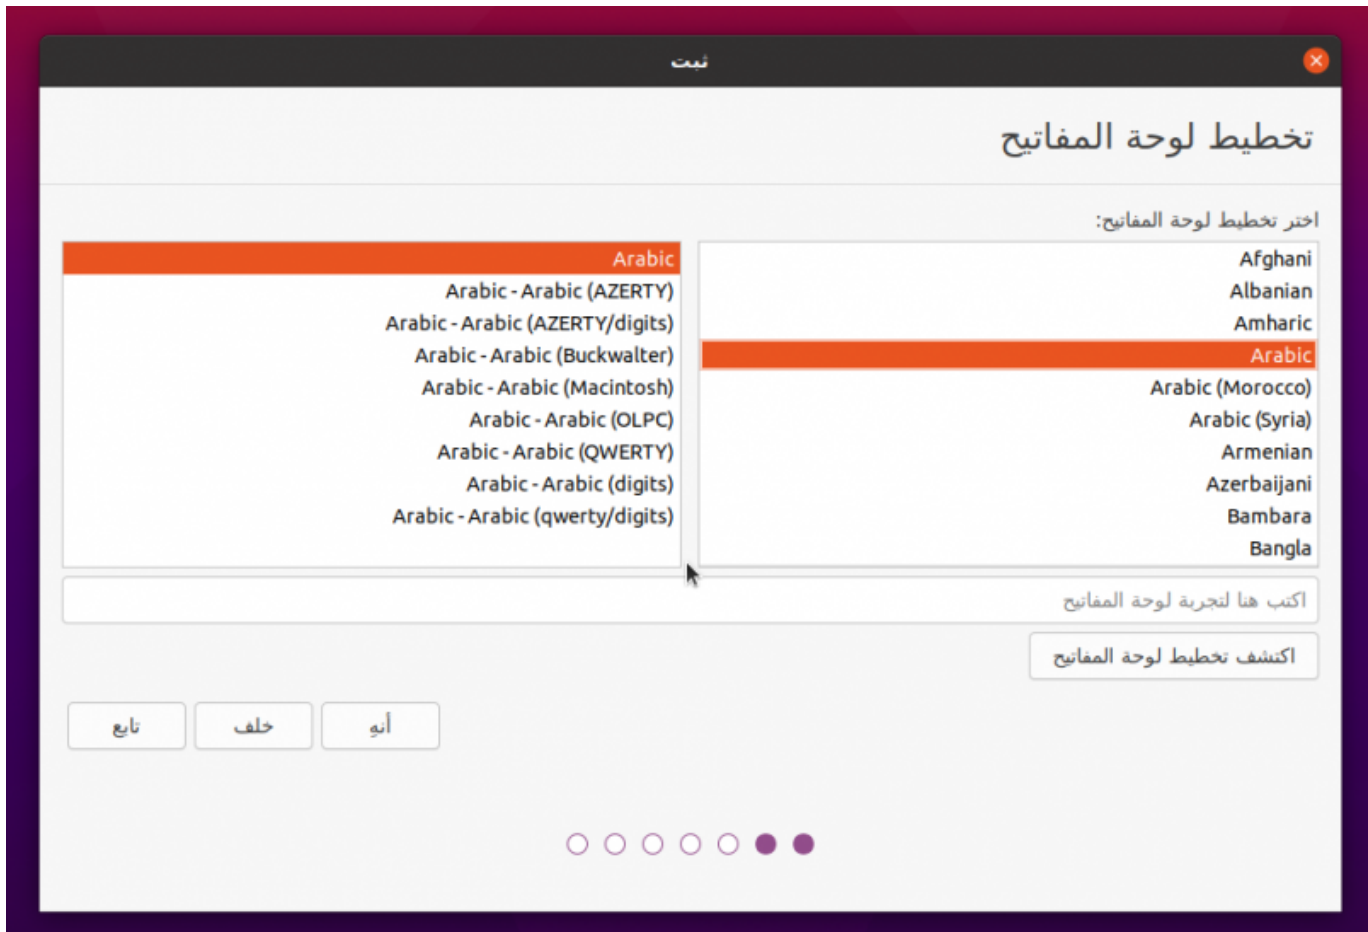 ثبت
تخطيط لوحة المفاتيح
اختر تخطيط لوحة المفاتيح:
Afghani
Albanian
Amharic
Arabic
Arabic (Morocco)
Arabic (Syria)
Armenian
Azerbaijani
Bambara
Bangla
Arabic
Arabic - Arabic (AZERTY)
Arabic - Arabic (AZERTY/digits)
Arabic - Arabic (Buckwalter)
Arabic - Arabic (Macintosh)
Arabic - Arabic (OLPC)
Arabic - Arabic (QWERTY)
Arabic - Arabic (digits)
Arabic - Arabic (qwerty/digits)
اكتب هنا لتجربة لوحة المفاتيح
اكتشف تخطيط لوحة المفاتيح
أنهِ
خلف
تابع